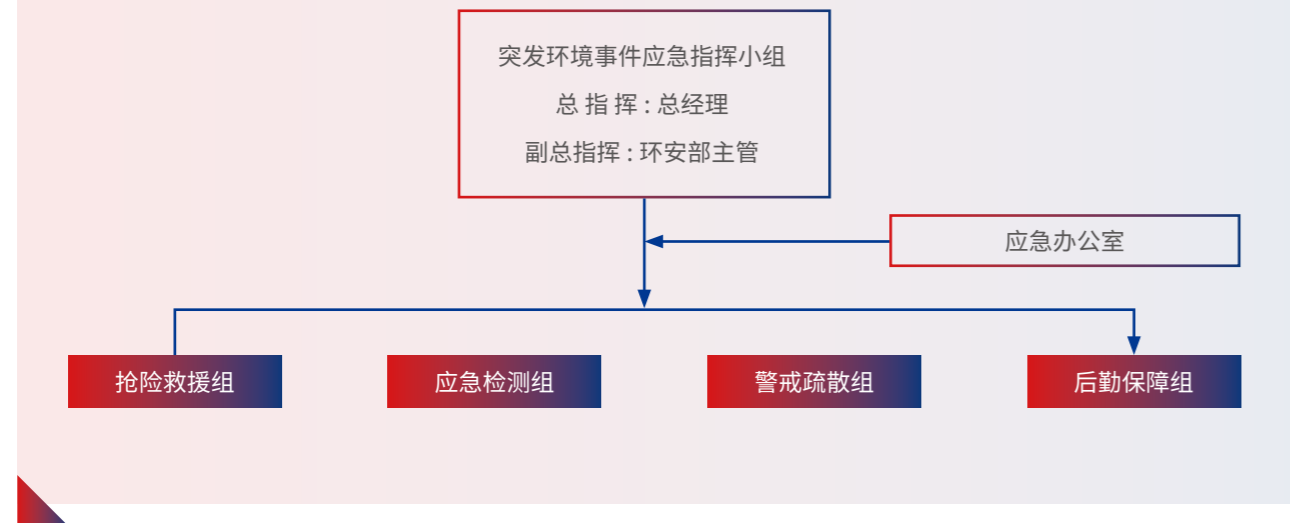 突发环境事件应急指挥小组
总 指 挥 : 总经理
副总指挥 : 环安部主管
应急办公室
抢险救援组
应急检测组
警戒疏散组
后勤保障组